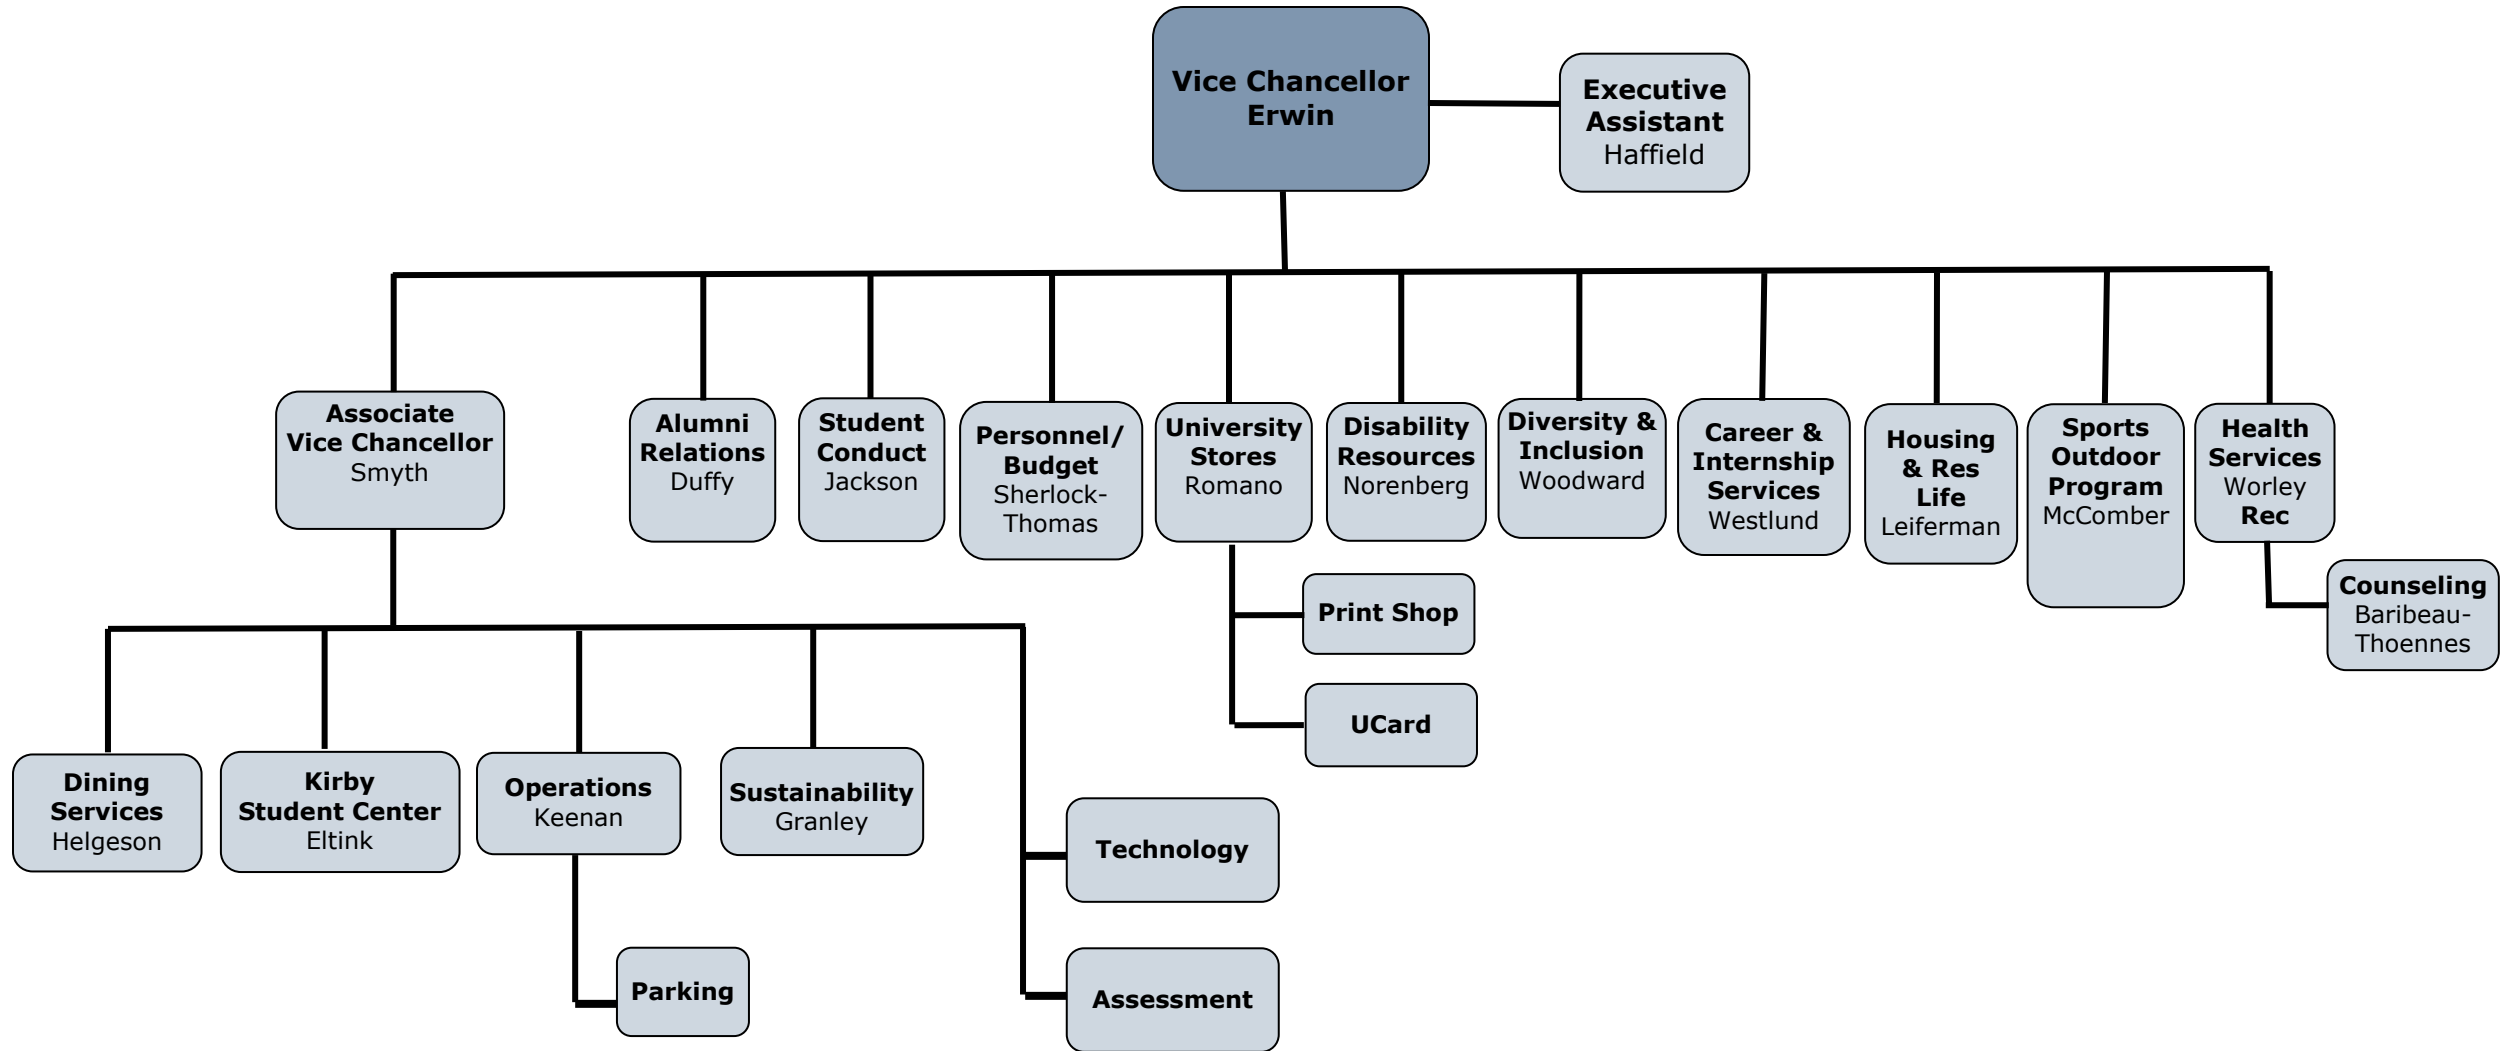 Vice Chancellor
Erwin
Executive
Assistant
Haffield
Associate
Vice Chancellor
Smyth
Alumni
Relations
Duffy
Student
Conduct
Jackson
Personnel/
Budget
Sherlock-
Thomas
University
Stores
Romano
Disability
Resources
Norenberg
Diversity &
Inclusion
Woodward
Career &
Internship
Services
Westlund
Housing
& Res
Life
Leiferman
Sports
Outdoor
Program
McComber
Health
Services
Worley
Rec
Print Shop
UCard
Counseling
Baribeau-
Thoennes
Dining
Services
Helgeson
Kirby
Student Center
Eltink
Operations
Keenan
Sustainability
Granley
Technology
Parking
Assessment